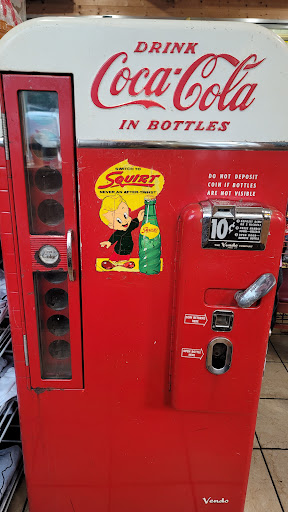 DRINK
Coca-Cola
IN BOTTLES
SWITCH TO
SQUIRT
NEVER AN AFTER-THIRST
DO NOT DEPOSIT
COIN IF BOTTLES
ARE NOT VISIBLE
10¢
Vendo
Squirt
Vendo